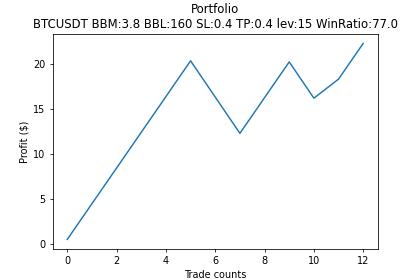 Portfolio
BTCUSDT BBM:3.8 BBL:160 SL:0.4 TP:0.4 lev:15 WinRatio:77.0
Profit ($)
20
15
10
5
0
0 2 4 6 8 10 12
Trade counts